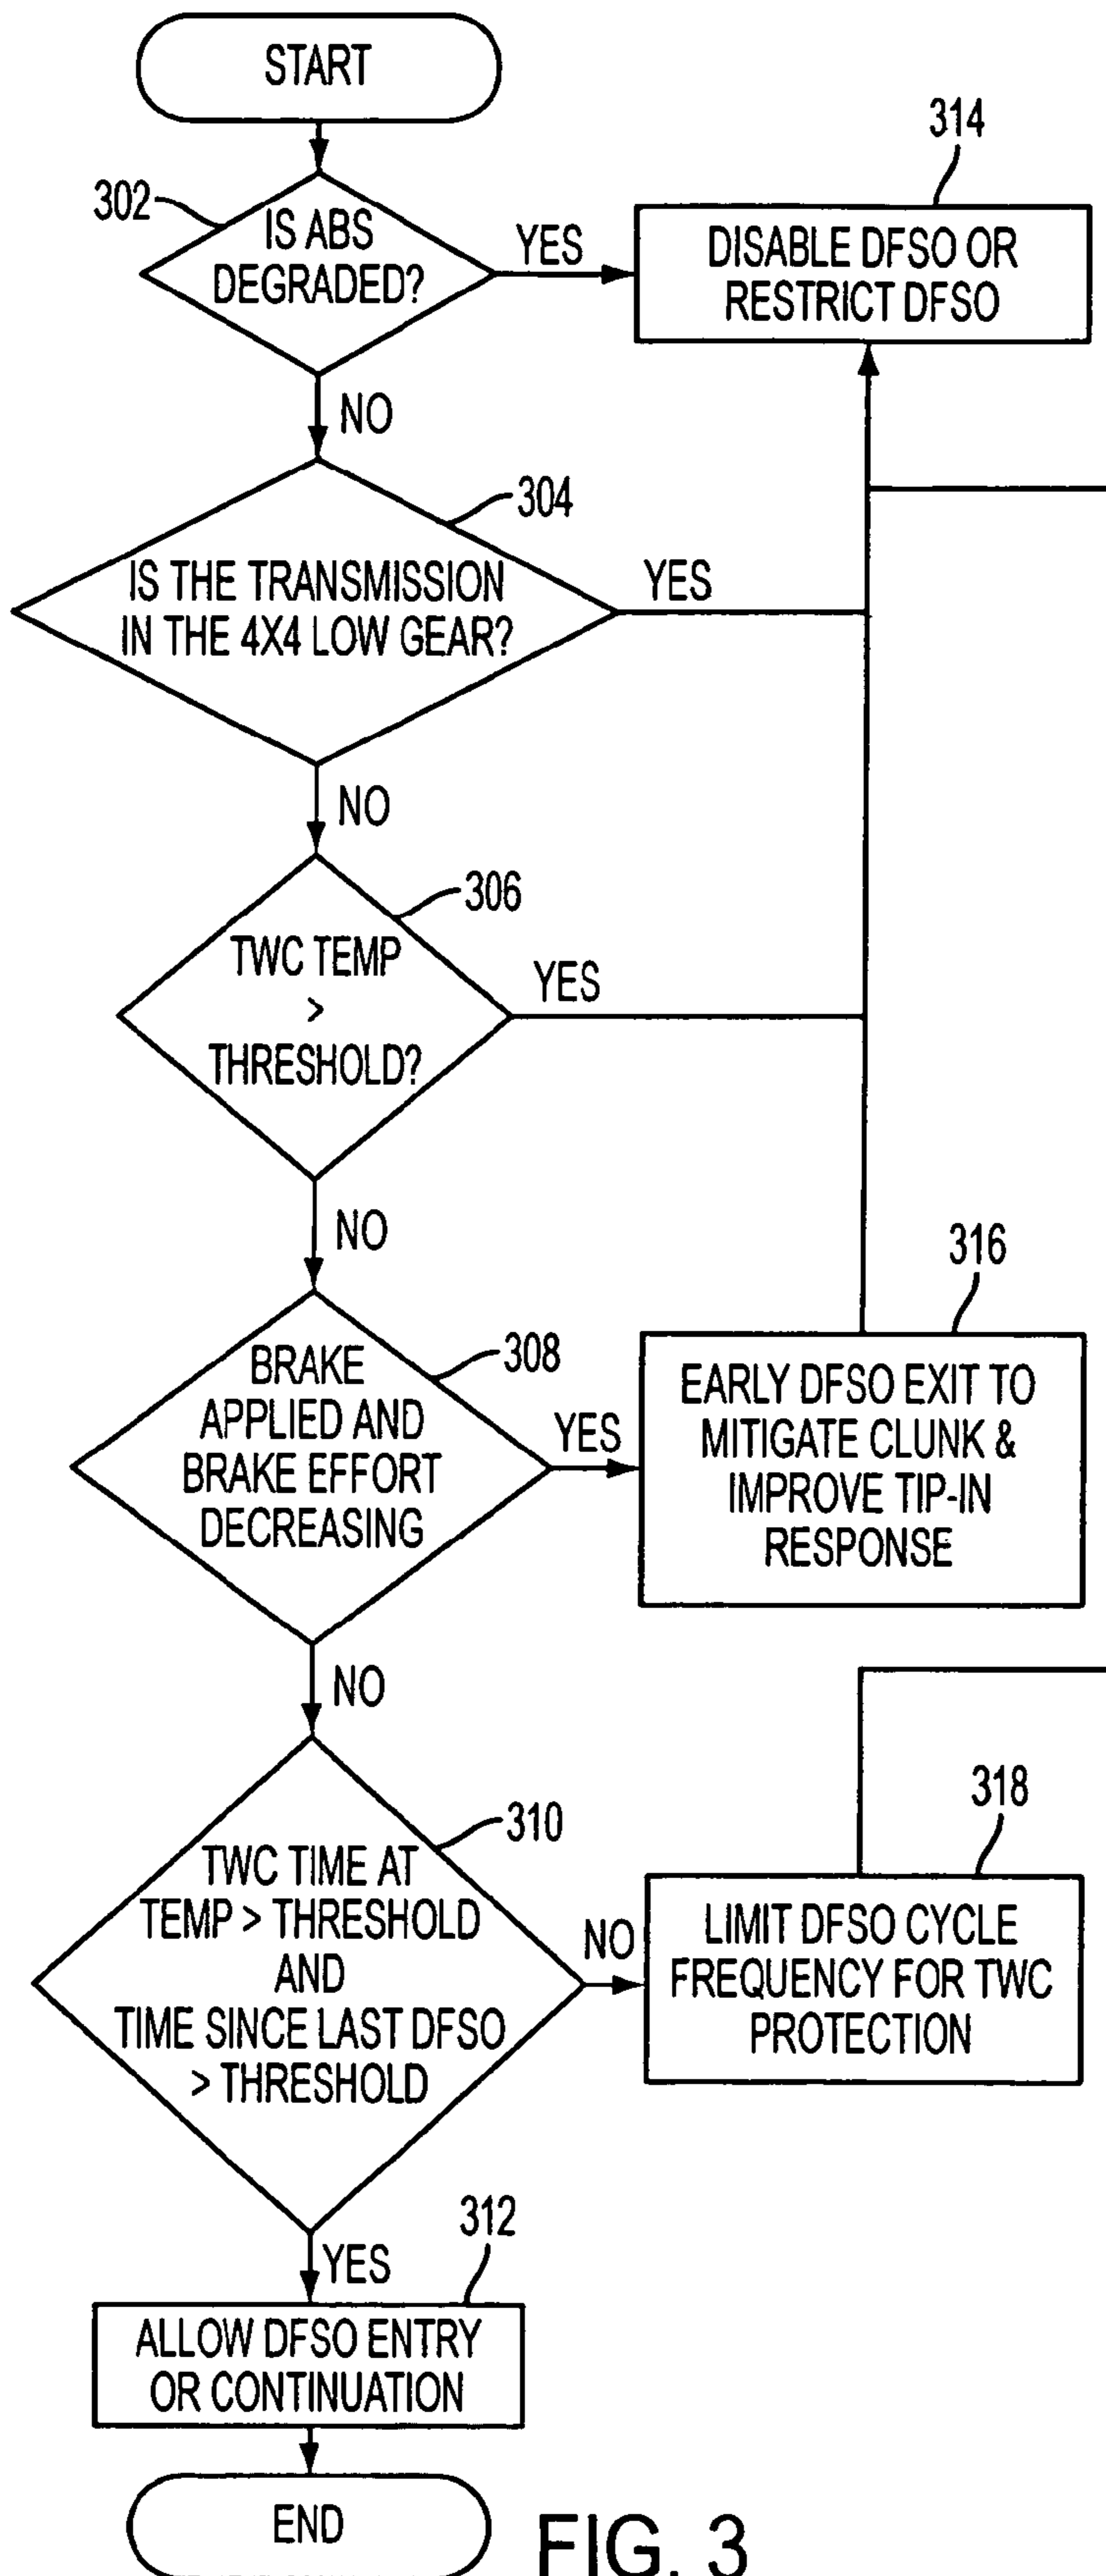 START
302
IS ABS
DEGRADED?
YES
314
DISABLE DFSO OR
RESTRICT DFSO
NO
304
IS THE TRANSMISSION
IN THE 4X4 LOW GEAR?
YES
NO
306
TWC TEMP
>
THRESHOLD?
YES
NO
308
BRAKE
APPLIED AND
BRAKE EFFORT
DECREASING
YES
316
EARLY DFSO EXIT TO
MITIGATE CLUNK &
IMPROVE TIP-IN
RESPONSE
NO
310
TWC TIME AT
TEMP > THRESHOLD
AND
TIME SINCE LAST DFSO
> THRESHOLD
NO
318
LIMIT DFSO CYCLE
FREQUENCY FOR TWC
PROTECTION
YES
312
ALLOW DFSO ENTRY
OR CONTINUATION
END
FIG. 3